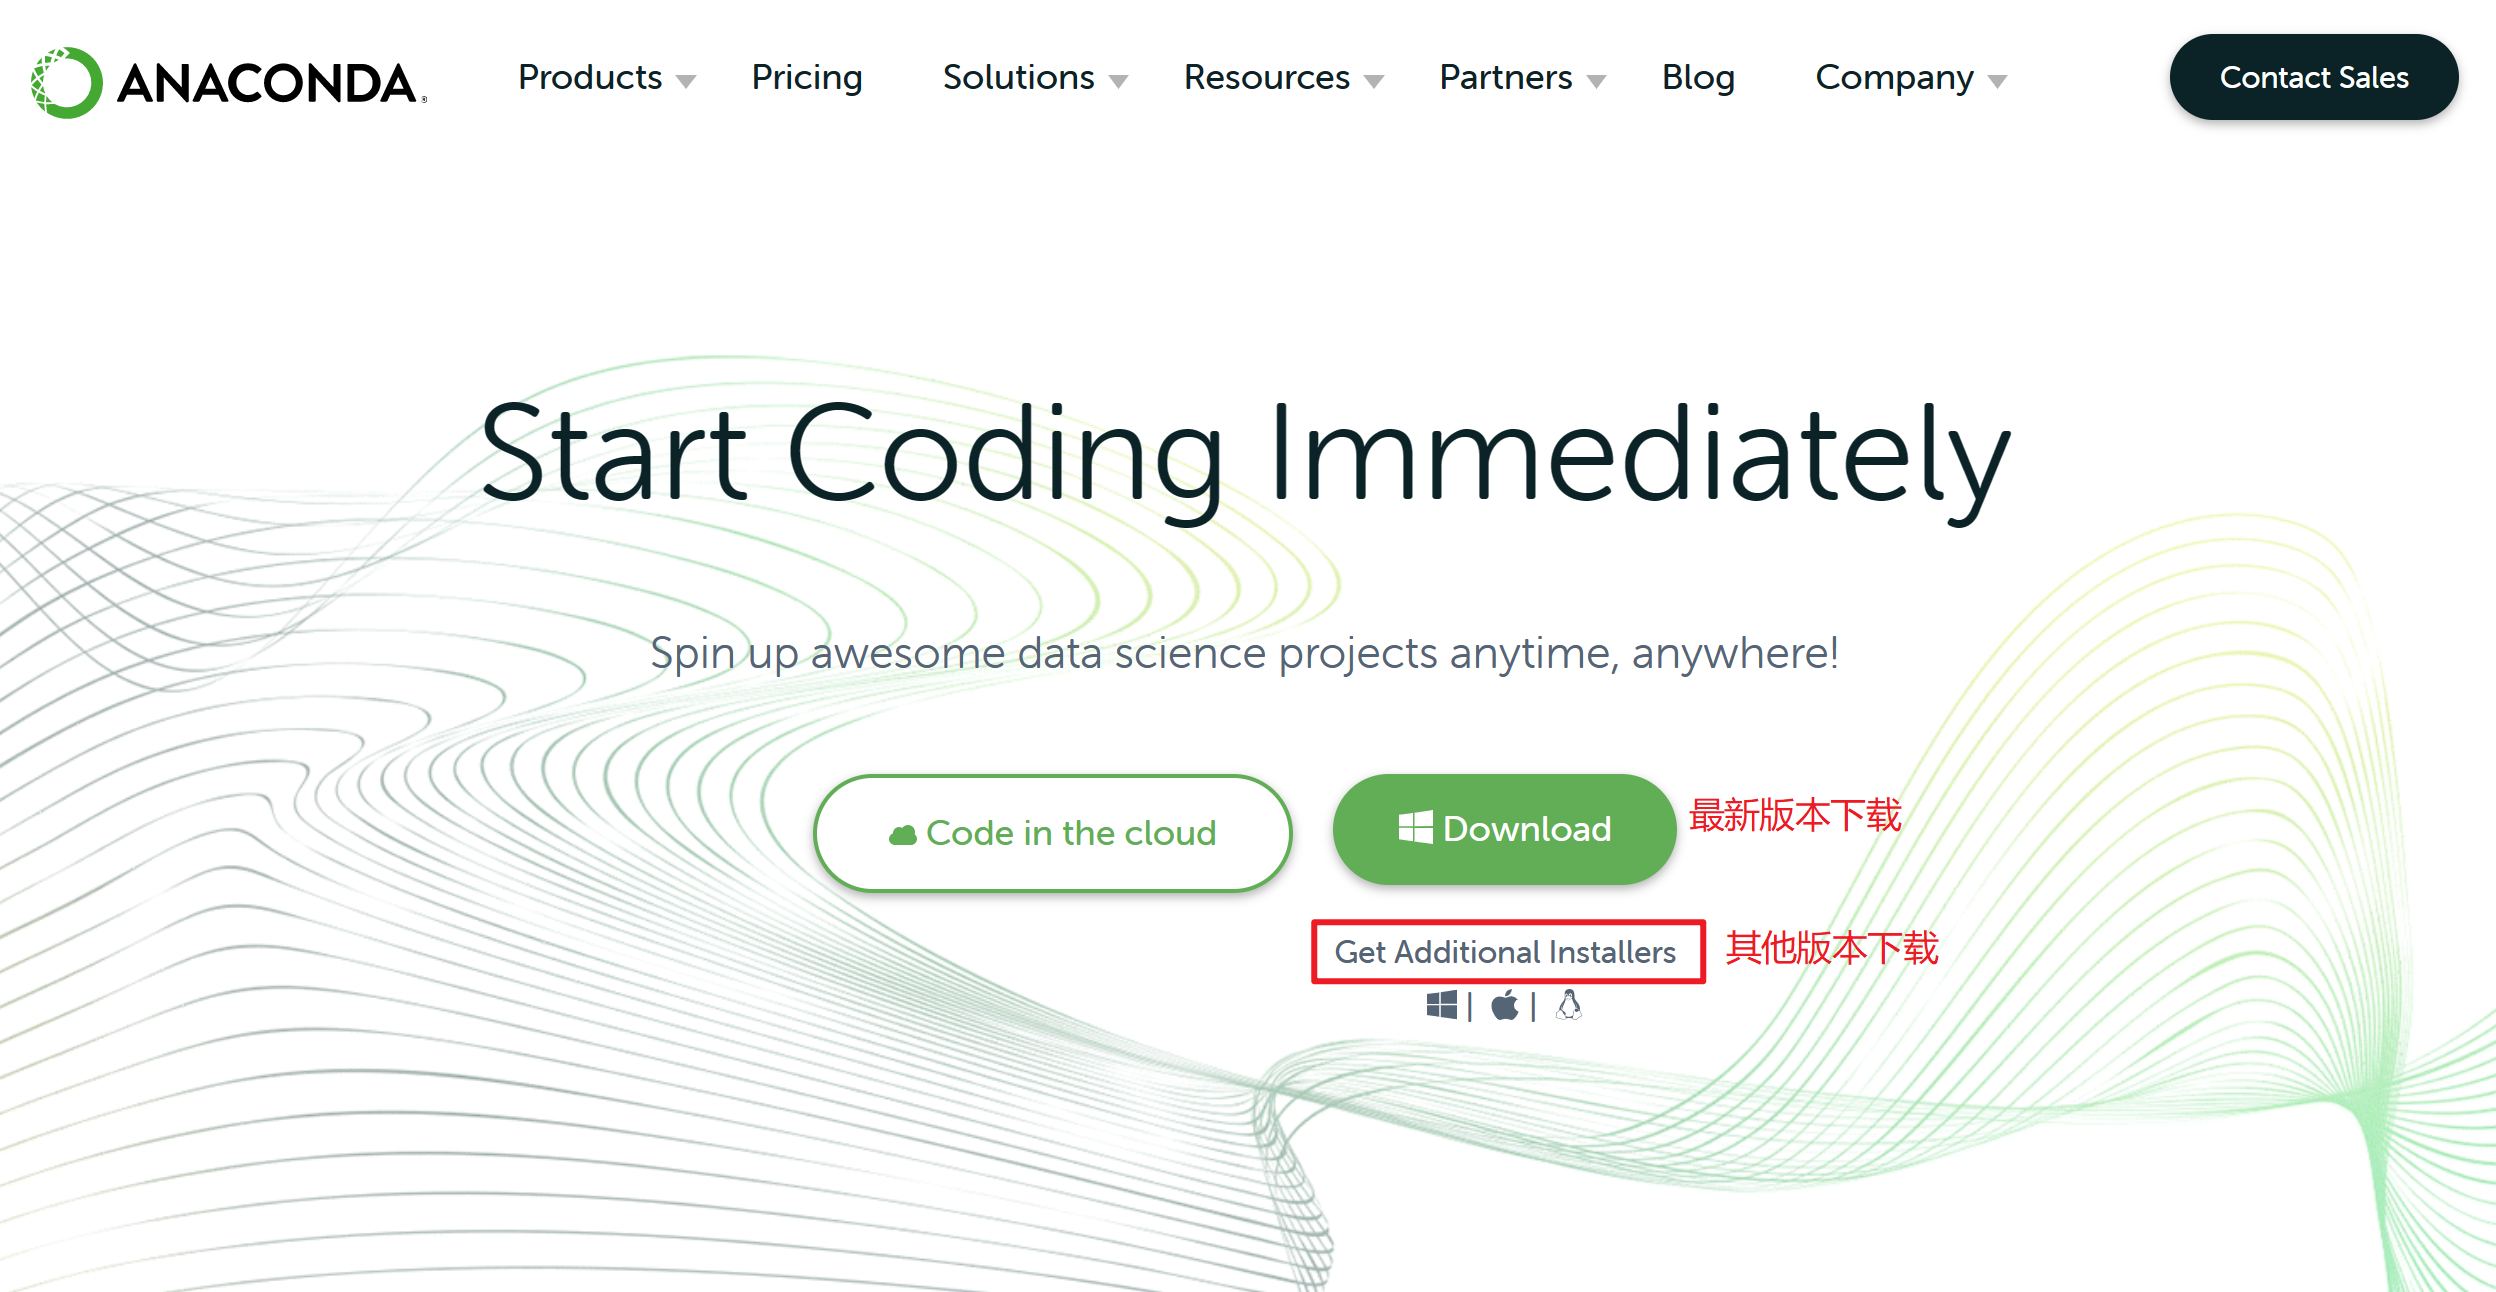 ANACONDA®
Products
Pricing
Solutions
Resources
Partners
Blog
Company
Contact Sales
Start Coding Immediately
Spin up awesome data science projects anytime, anywhere!
Code in the cloud
Download
最新版本下载
Get Additional Installers
其他版本下载
| |